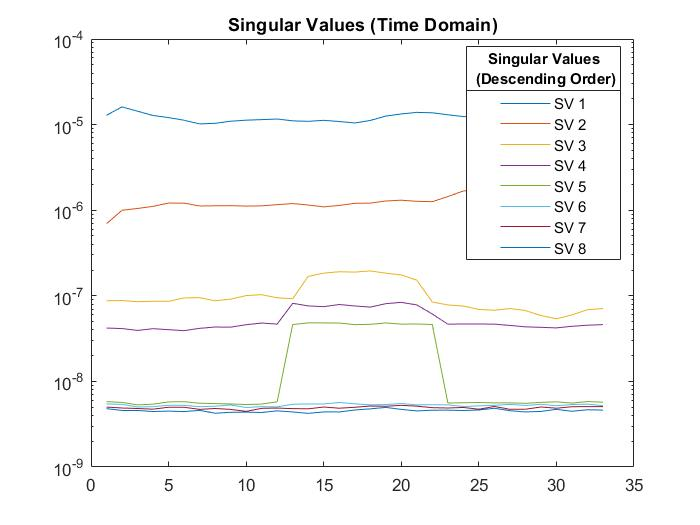 Singular Values (Time Domain)
10-4
10-5
10-6
10-7
10-8
10-9
0 5 10 15 20 25 30 35
Singular Values
(Descending Order)
SV 1
SV 2
SV 3
SV 4
SV 5
SV 6
SV 7
SV 8